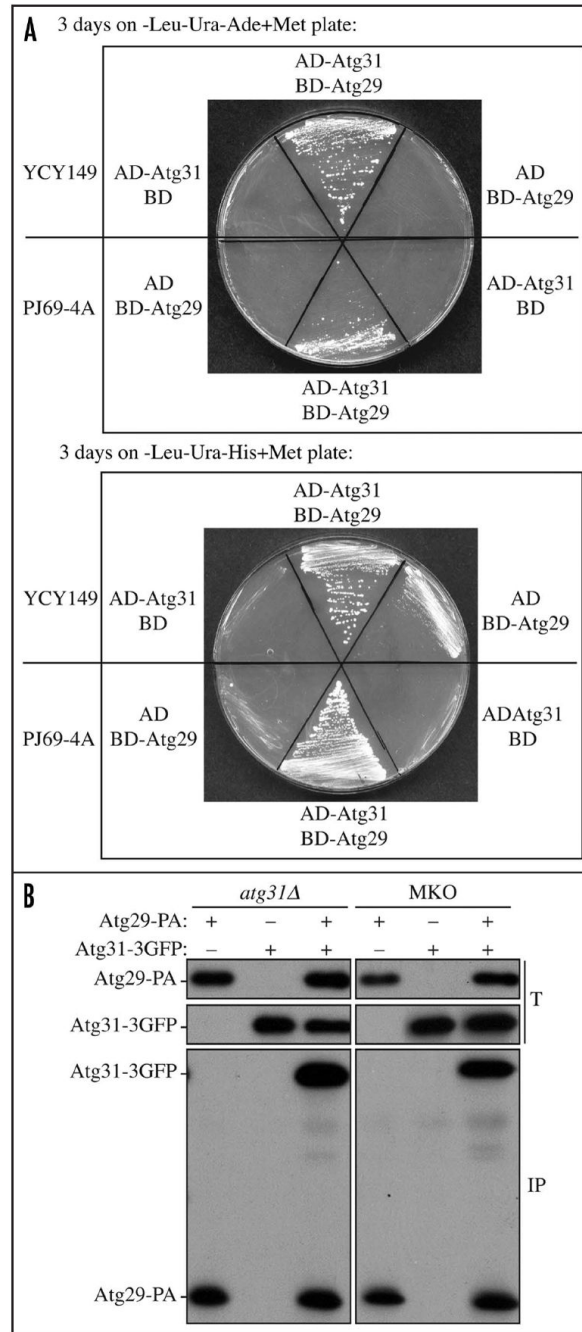 A 3 days on -Leu-Ura-Ade+Met plate:
AD-Atg31
BD-Atg29
YCY149
AD-Atg31
BD
AD
BD-Atg29
PJ69-4A
AD
BD-Atg29
AD-Atg31
BD
AD-Atg31
BD-Atg29
3 days on -Leu-Ura-His+Met plate:
AD-Atg31
BD-Atg29
YCY149
AD-Atg31
BD
AD
BD-Atg29
PJ69-4A
AD
BD-Atg29
ADAtg31
BD
AD-Atg31
BD-Atg29
B
atg31Δ MKO
Atg29-PA: + – + + – +
Atg31-3GFP: – + + – + +
Atg29-PA
Atg31-3GFP
T
Atg31-3GFP
IP
Atg29-PA